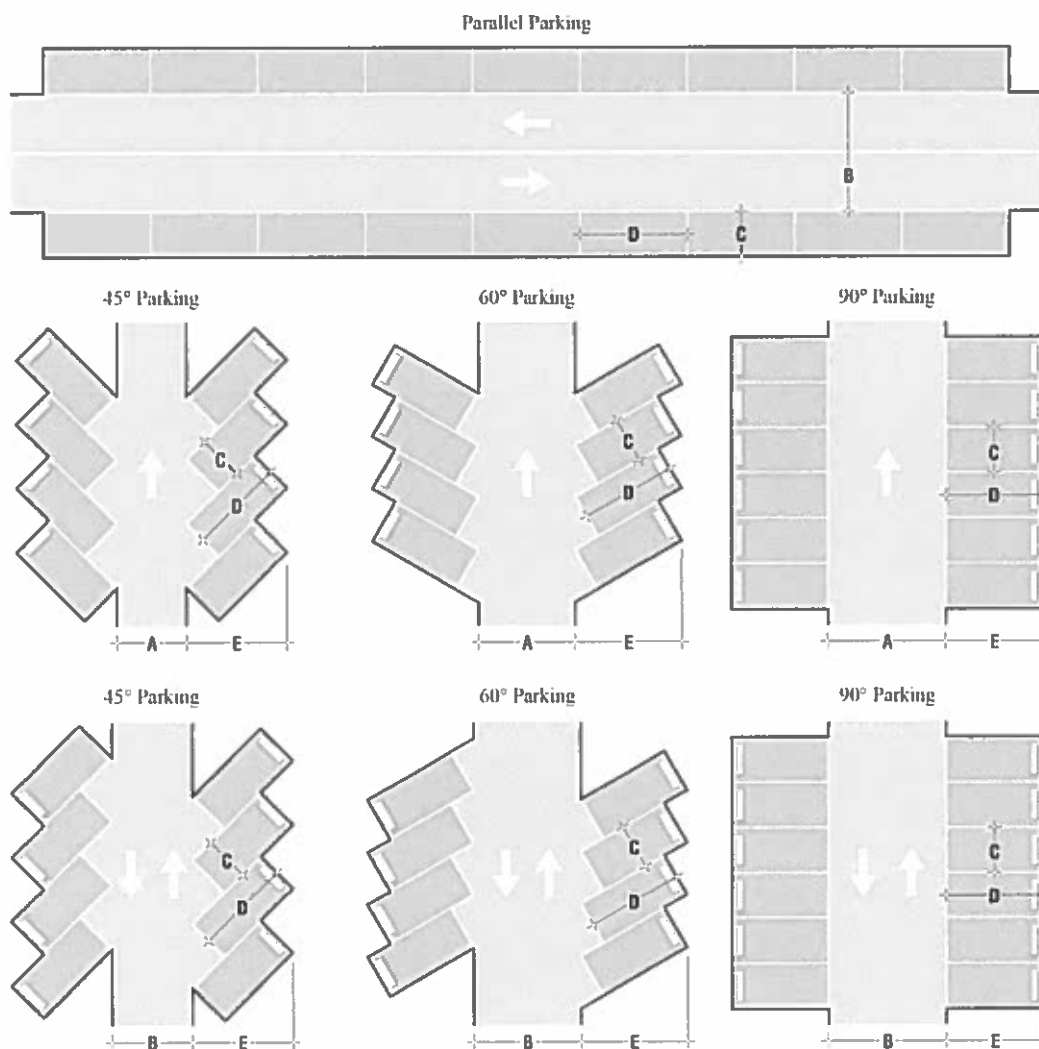 Parallel Parking
B
D C
45° Parking 60° Parking 90° Parking
C C C
D D D
A E A E A E
45° Parking 60° Parking 90° Parking
C C C
D D D
B E B E B E